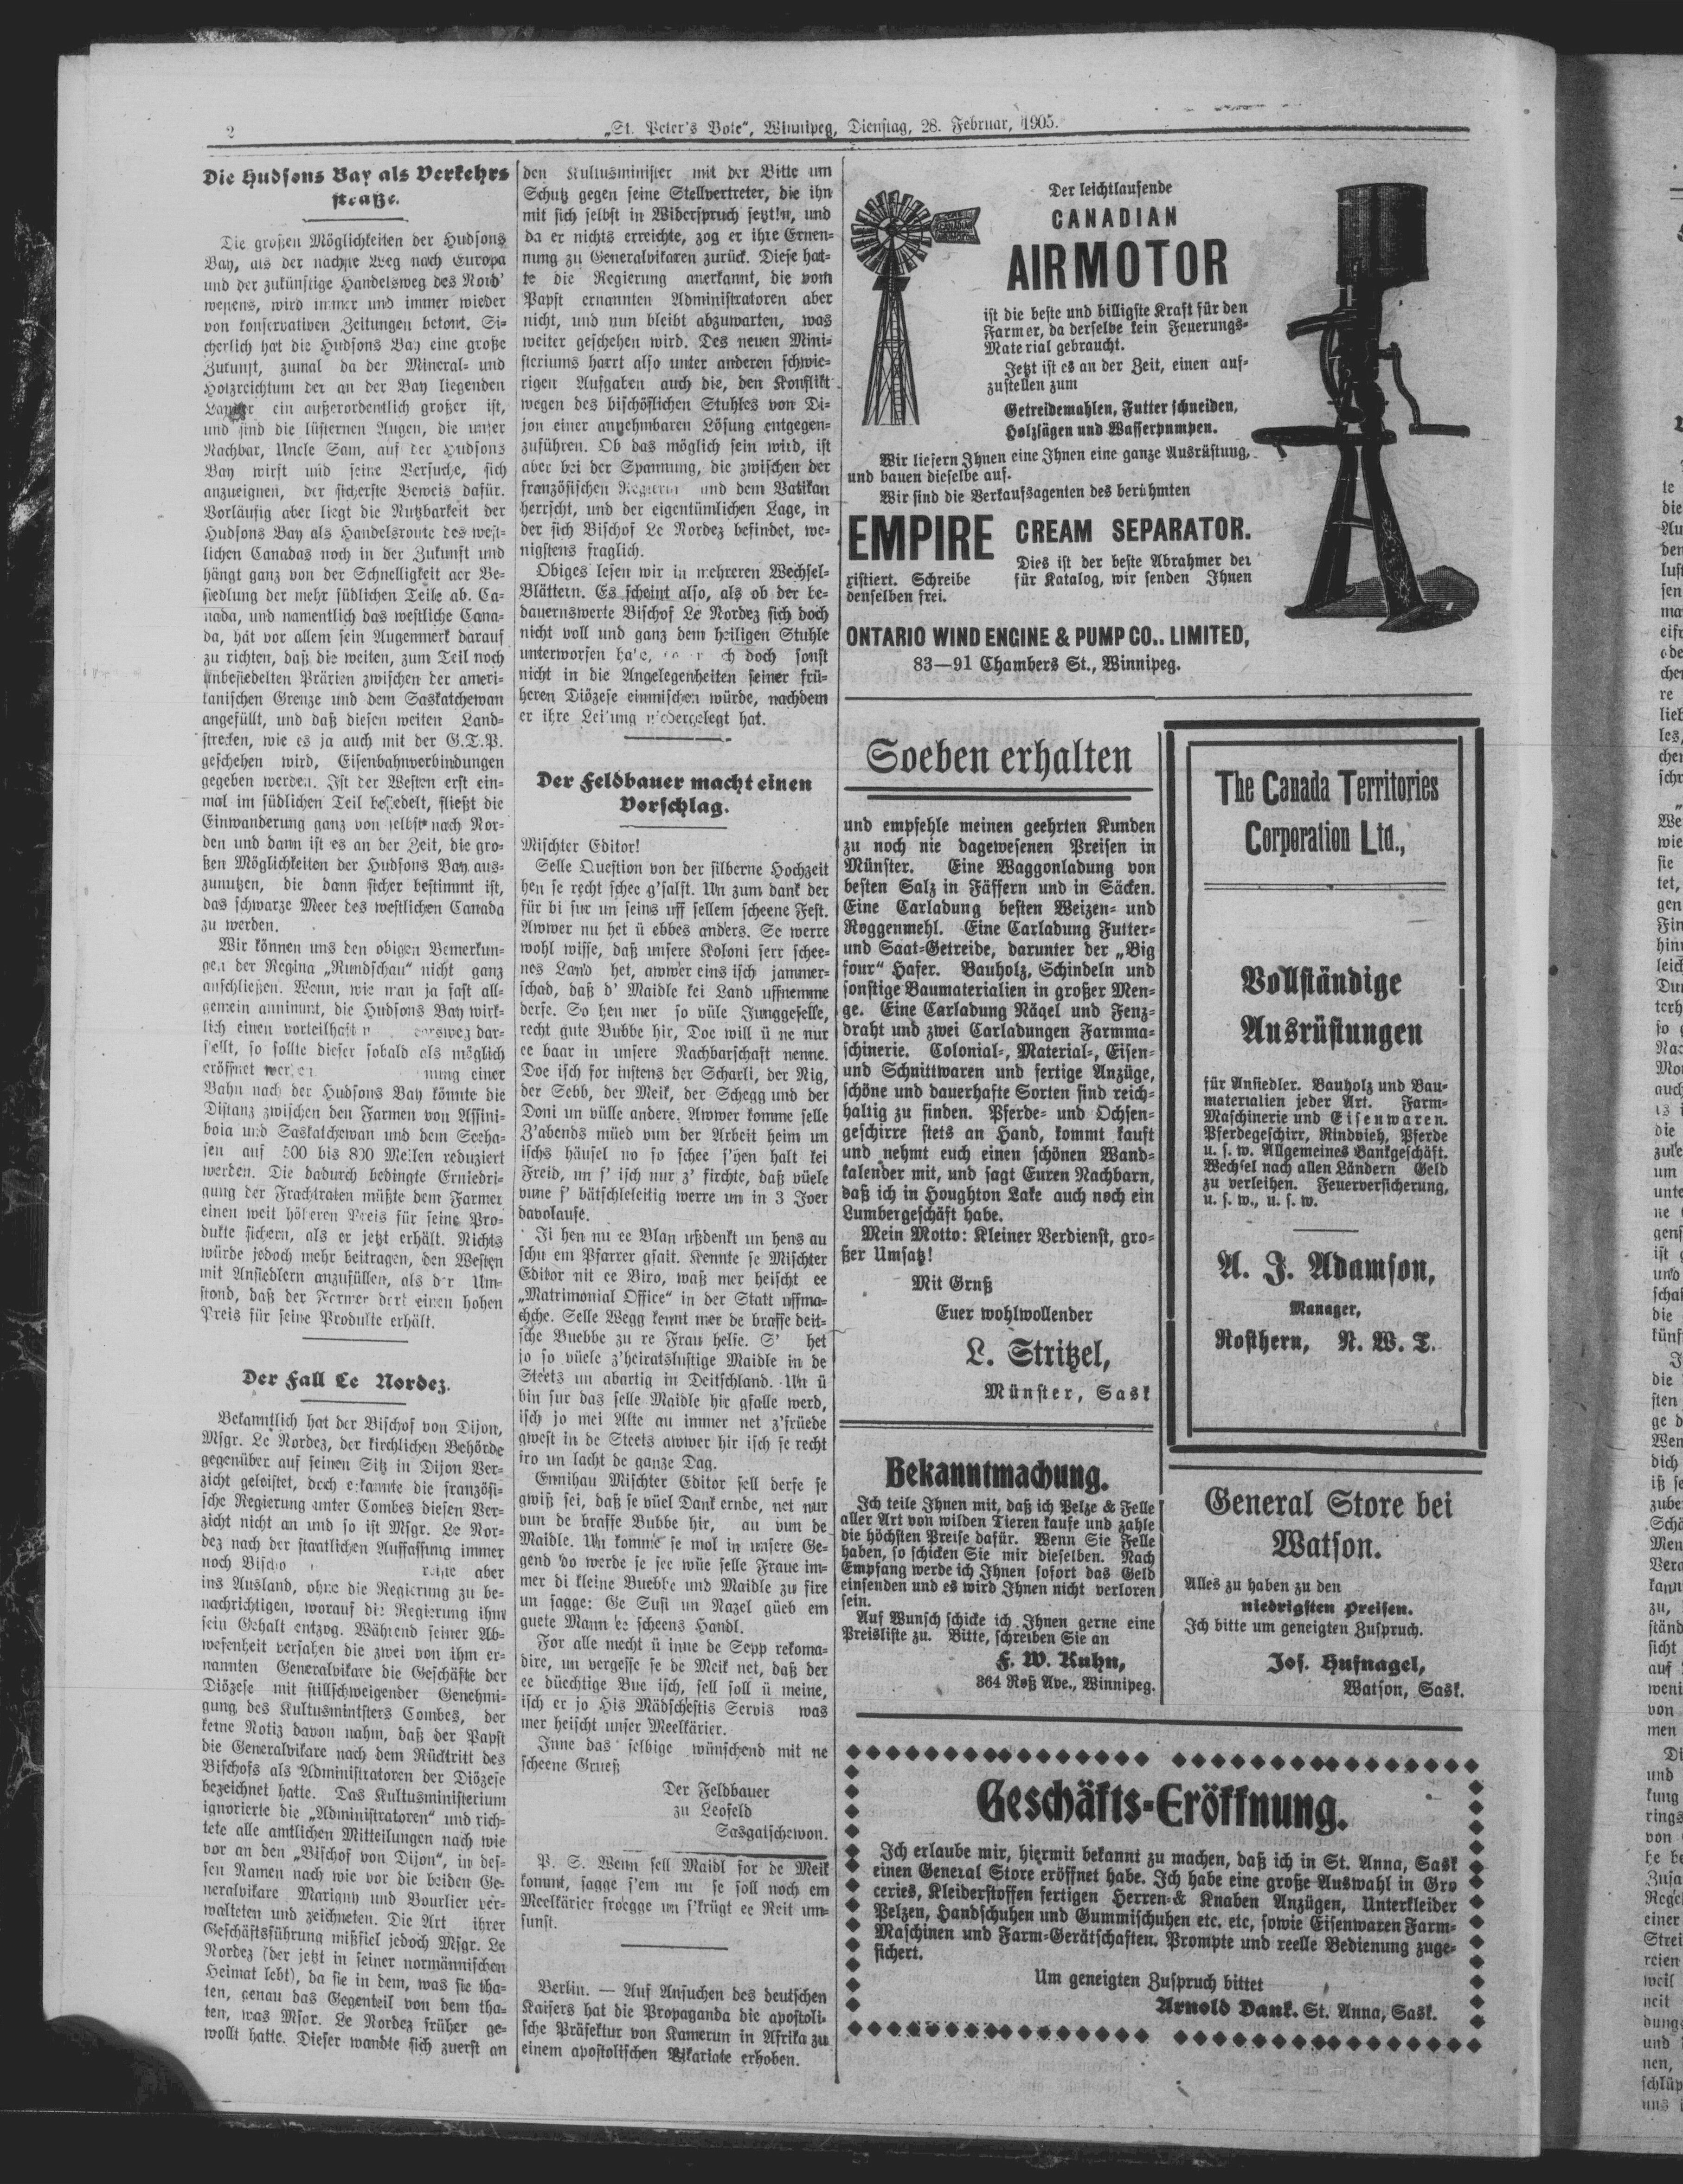 2
„St. Peter's Bote“, Winnipeg, Dienstag, 28. Februar, 1905.
Die Hudsons Bay als Verkehrs
straße.
Die großen Möglichkeiten der Hudsons
Bay, als der nächste Weg nach Europa
und der zukünftige Handelsweg des Nord'
westens, wird immer und immer wieder
von konservativen Zeitungen betont. Si-
cherlich hat die Hudsons Bay eine große
Zukunft, zumal da der Mineral- und
Holzreichtum der an der Bay liegenden
Länder ein außerordentlich großer ist,
und sind die lüsternen Augen, die unser
Nachbar, Uncle Sam, auf der Hudsons
Bay wirft und seine Versuche, sich
anzueignen, der sicherste Beweis dafür.
Vorläufig aber liegt die Nutzbarkeit der
Hudsons Bay als Handelsroute des west-
lichen Canadas noch in der Zukunft und
hängt ganz von der Schnelligkeit der Be-
siedlung der mehr südlichen Teile ab. Ca-
nada, und namentlich das westliche Cana-
da, hat vor allem sein Augenmerk darauf
zu richten, daß die weiten, zum Teil noch
unbesiedelten Prärien zwischen der ameri-
kanischen Grenze und dem Saskatchewan
angefüllt, und daß diesen weiten Land-
strecken, wie es ja auch mit der G.T.P.
geschehen wird, Eisenbahnverbindungen
gegeben werden. Ist der Westen erst ein-
mal im südlichen Teil besiedelt, fließt die
Einwanderung ganz von selbst nach Nor-
den und dann ist es an der Zeit, die gro-
ßen Möglichkeiten der Hudsons Bay aus-
zunutzen, die dann sicher bestimmt ist,
das schwarze Meer des westlichen Canada
zu werden.
Wir können uns den obigen Bemerkun-
gen der Regina „Rundschau“ nicht ganz
anschließen. Wenn, wie man ja fast all-
gemein annimmt, die Hudsons Bay wirk-
lich einen vorteilhaft dar-
stellt, so sollte dieser sobald als möglich
eröffnet werden nung einer
Bahn nach der Hudsons Bay könnte die
Distanz zwischen den Farmen von Assini-
boia und Saskatchewan und dem Seeha-
fen auf 500 bis 800 Meilen reduziert
werden. Die dadurch bedingte Erniedri-
gung der Frachtraten müßte dem Farmer
einen weit höheren Preis für seine Pro-
dukte sichern, als er jetzt erhält. Nichts
würde jedoch mehr beitragen, den Westen
mit Ansiedlern anzufüllen, als der Um-
stand, daß der Farmer dort einen hohen
Preis für seine Produkte erhält.
Der Fall Le Nordez.
Bekanntlich hat der Bischof von Dijon,
Msgr. Le Nordez, der kirchlichen Behörde
gegenüber auf seinen Sitz in Dijon Ver-
zicht geleistet, doch erkannte die französi-
sche Regierung unter Combes diesen Ver-
zicht nicht an und so ist Msgr. Le Nor-
dez nach der staatlichen Auffassung immer
noch Bischo reiste aber
ins Ausland, ohne die Regierung zu be-
nachrichtigen, worauf die Regierung ihm
sein Gehalt entzog. Während seiner Ab-
wesenheit versahen die zwei von ihm er-
nannten Generalvikare die Geschäfte der
Diözese mit stillschweigender Genehmi-
gung des Kultusministers Combes, der
keine Notiz davon nahm, daß der Papst
die Generalvikare nach dem Rücktritt des
Bischofs als Administratoren der Diözese
bezeichnet hatte. Das Kultusministerium
ignorierte die „Administratoren“ und rich-
tete alle amtlichen Mitteilungen nach wie
vor an den „Bischof von Dijon“, in des-
sen Namen nach wie vor die beiden Ge-
neralvikare Marigny und Bourlier ver-
walteten und zeichneten. Die Art ihrer
Geschäftsführung mißfiel jedoch Msgr. Le
Nordez (der jetzt in seiner normännischen
Heimat lebt), da sie in dem, was sie tha-
ten, genau das Gegenteil von dem tha-
ten, was Msgr. Le Nordez früher ge-
wollt hatte. Dieser wandte sich zuerst an
den Kultusminister mit der Bitte um
Schutz gegen seine Stellvertreter, die ihn
mit sich selbst in Widerspruch setzten, und
da er nichts erreichte, zog er ihre Ernen-
nung zu Generalvikaren zurück. Diese hat-
te die Regierung anerkannt, die vom
Papst ernannten Administratoren aber
nicht, und nun bleibt abzuwarten, was
weiter geschehen wird. Des neuen Mini-
steriums harrt also unter anderen schwie-
rigen Aufgaben auch die, den Konflikt
wegen des bischöflichen Stuhles von Di-
jon einer annehmbaren Lösung entgegen-
zuführen. Ob das möglich sein wird, ist
aber bei der Spannung, die zwischen der
französischen Regierun und dem Vatikan
herrscht, und der eigentümlichen Lage, in
der sich Bischof Le Nordez befindet, we-
nigstens fraglich.
Obiges lesen wir in mehreren Wechsel-
Blättern. Es scheint also, als ob der be-
dauernswerte Bischof Le Nordez sich doch
nicht voll und ganz dem heiligen Stuhle
unterworfen habe, doch sonst
nicht in die Angelegenheiten seiner frü-
heren Diözese einmischen würde, nachdem
er ihre Leitung niedergelegt hat.
Der Feldbauer macht einen
Vorschlag.
Mischter Editor!
Selle Question von der silberne Hochzeit
hen se recht schee g'salft. Un zum dank der
für bi sur un seins uff sellem scheene Fest.
Awwer nu het ü ebbes anders. Se werre
wohl wisse, daß unsere Koloni serr schee-
nes Land het, awwer eins isch jammer-
schad, daß d' Maidle kei Land uffnemme
derfe. So hen mer so vüle Junggeselle,
recht gute Bubbe hir, Doe will ü ne nur
ee baar in unsere Nachbarschaft nenne.
Doe isch for instens der Scharli, der Nig,
der Sebb, der Meik, der Schegg und der
Doni un vülle andere. Awwer komme selle
Z'abends müed vun der Arbeit heim un
ischs häusel no so schee s'hen halt kei
Freid, un s' isch nur z' firchte, daß vüele
vune s' bätschleleitig werre un in 3 Joer
davolaufe.
Ji hen nu ee Blan ußdenkt un hens au
schu em Pfarrer gsait. Kennte se Mischter
Editor nit ee Biro, waß mer heischt ee
„Matrimonial Office“ in der Statt uffma-
chche. Selle Wegg kennt mer de braffe deit-
sche Buebbe zu re Frau helfe. S' het
jo so vüele z'heiratslustige Maidle in de
Steets un abartig in Deitschland. Un ü
bin sur das selle Maidle hir gfalle werd,
isch jo mei Alte au immer net z'früede
gwest in de Steets awwer hir isch se recht
fro un lacht de ganze Dag.
Ennihau Mischter Editor sell derfe se
gwiß sei, daß se vüel Dank ernde, net nur
vun de braffe Bubbe hir, au vun de
Maidle. Un komme se mol in unsere Ge-
gend do werde se see wüe selle Fraue im-
mer di kleine Buebbe und Maidle zu fire
un sagge: Ge Susi un Nazel güeb em
guete Mann ee scheens Handl.
For alle mecht ü inne de Sepp rekoma-
dire, un vergesse se de Meik net, daß der
ee düechtige Bue isch, sell soll ü meine,
isch er jo His Mädschestis Servis was
mer heischt unser Meelkärier.
Inne das selbige wünschend mit ne
scheene Grueß
Der Feldbauer
zu Leofeld
Sasgatschewon.
P. S. Wenn sell Maidl for de Meik
kommt, sagge s'em nu se soll noch em
Meelkärier froegge un s'krügt ee Reit um-
sunst.
Berlin. — Auf Ansuchen des deutschen
Kaisers hat die Propaganda die apostoli-
sche Präfektur von Kamerun in Afrika zu
einem apostolischen Vikariate erhoben.
Der leichtlaufende
CANADIAN
AIRMOTOR
ist die beste und billigste Kraft für den
Farmer, da derselbe kein Feuerungs-
Material gebraucht.
Jetzt ist es an der Zeit, einen auf-
zustellen zum
Getreidemahlen, Futter schneiden,
Holzsägen und Wasserpumpen.
Wir liefern Ihnen eine Ihnen eine ganze Ausrüstung,
und bauen dieselbe auf.
Wir sind die Verkaufsagenten des berühmten
EMPIRE CREAM SEPARATOR.
Dies ist der beste Abrahmer der
xistiert. Schreibe für Katalog, wir senden Ihnen
denselben frei.
ONTARIO WIND ENGINE & PUMP CO.. LIMITED,
83—91 Chambers St., Winnipeg.
Soeben erhalten
und empfehle meinen geehrten Kunden
zu noch nie dagewesenen Preisen in
Münster. Eine Waggonladung von
besten Salz in Fäffern und in Säcken.
Eine Carladung besten Weizen- und
Roggenmehl. Eine Carladung Futter-
und Saat-Getreide, darunter der „Big
four“ Hafer. Bauholz, Schindeln und
sonstige Baumaterialien in großer Men-
ge. Eine Carladung Nägel und Fenz-
draht und zwei Carladungen Farmma-
schinerie. Colonial-, Material-, Eisen-
und Schnittwaren und fertige Anzüge,
schöne und dauerhafte Sorten sind reich-
haltig zu finden. Pferde- und Ochsen-
geschirre stets an Hand, kommt kauft
und nehmt euch einen schönen Wand-
kalender mit, und sagt Euren Nachbarn,
daß ich in Houghton Lake auch noch ein
Lumbergeschäft habe.
Mein Motto: Kleiner Verdienst, gro-
ßer Umsatz!
Mit Gruß
Euer wohlwollender
L. Stritzel,
Münster, Sask
The Canada Territories
Corporation Ltd.,
Vollständige
Ausrüstungen
für Ansiedler. Bauholz und Bau-
materialien jeder Art. Farm-
Maschinerie und Eisenwaren.
Pferdegeschirr, Rindvieh, Pferde
u. s. w. Allgemeines Bankgeschäft.
Wechsel nach allen Ländern Geld
zu verleihen. Feuerversicherung,
u. s. w., u. s. w.
A. J. Adamson,
Manager,
Rosthern, N. W. T.
Bekanntmachung.
Ich teile Ihnen mit, daß ich Pelze & Felle
aller Art von wilden Tieren kaufe und zahle
die höchsten Preise dafür. Wenn Sie Felle
haben, so schicken Sie mir dieselben. Nach
Empfang werde ich Ihnen sofort das Geld
einsenden und es wird Ihnen nicht verloren
sein.
Auf Wunsch schicke ich Ihnen gerne eine
Preisliste zu. Bitte, schreiben Sie an
F. W. Kuhn,
364 Roß Ave., Winnipeg.
General Store bei
Watson.
Alles zu haben zu den
niedrigsten Preisen.
Ich bitte um geneigten Zuspruch.
Jos. Hufnagel,
Watson, Sask.
Geschäfts-Eröffnung.
Ich erlaube mir, hiermit bekannt zu machen, daß ich in St. Anna, Sask
einen General Store eröffnet habe. Ich habe eine große Auswahl in Gro
ceries, Kleiderstoffen fertigen Herren-& Knaben Anzügen, Unterkleider
Pelzen, Handschuhen und Gummischuhen etc. etc, sowie Eisenwaren Farm-
Maschinen und Farm-Gerätschaften. Prompte und reelle Bedienung zuge-
sichert.
Um geneigten Zuspruch bittet
Arnold Dank. St. Anna, Sask.